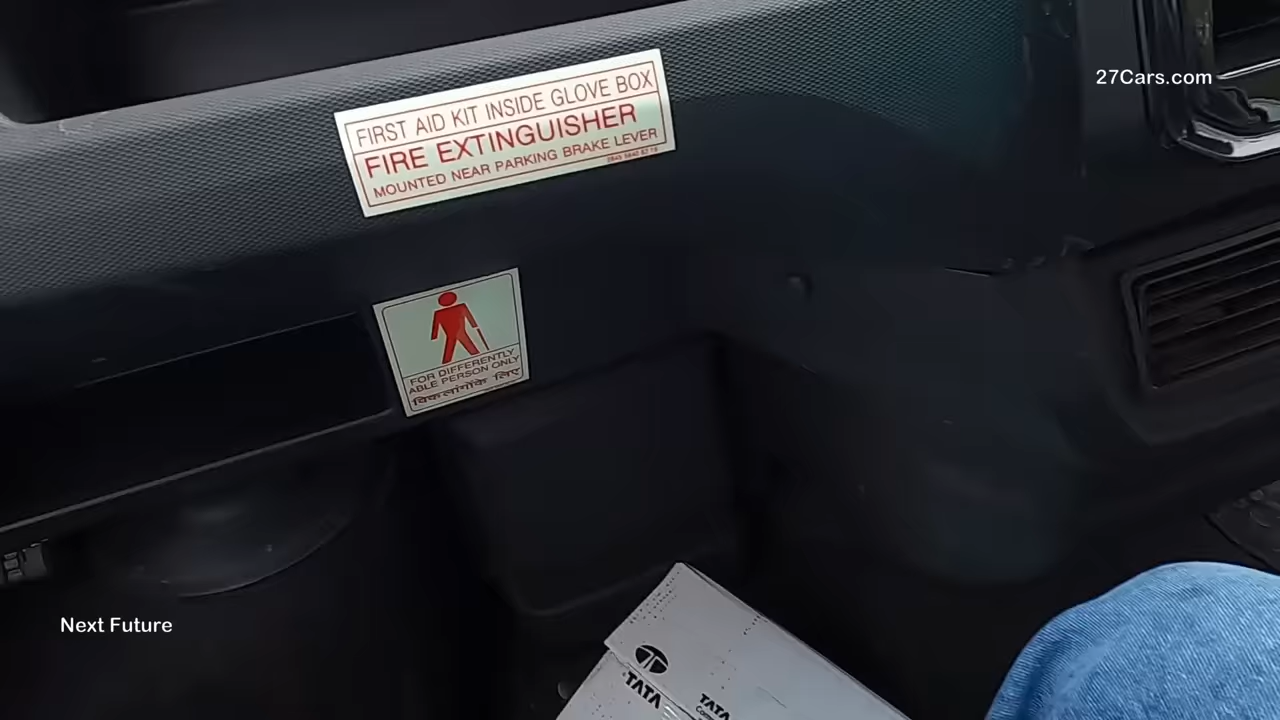 27Cars.com
FIRST AID KIT INSIDE GLOVE BOX
FIRE EXTINGUISHER
MOUNTED NEAR PARKING BRAKE LEVER
FOR DIFFERENTLY
ABLE PERSON ONLY
विकलांगोंके लिए
Next Future
TATA
TATA